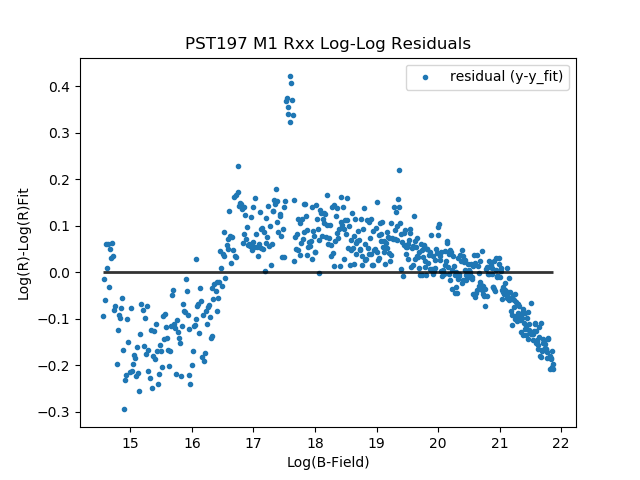 PST197 M1 Rxx Log-Log Residuals
residual (y-y_fit)
Log(R)-Log(R)Fit
0.4
0.3
0.2
0.1
0.0
−0.1
−0.2
−0.3
15 16 17 18 19 20 21 22
Log(B-Field)